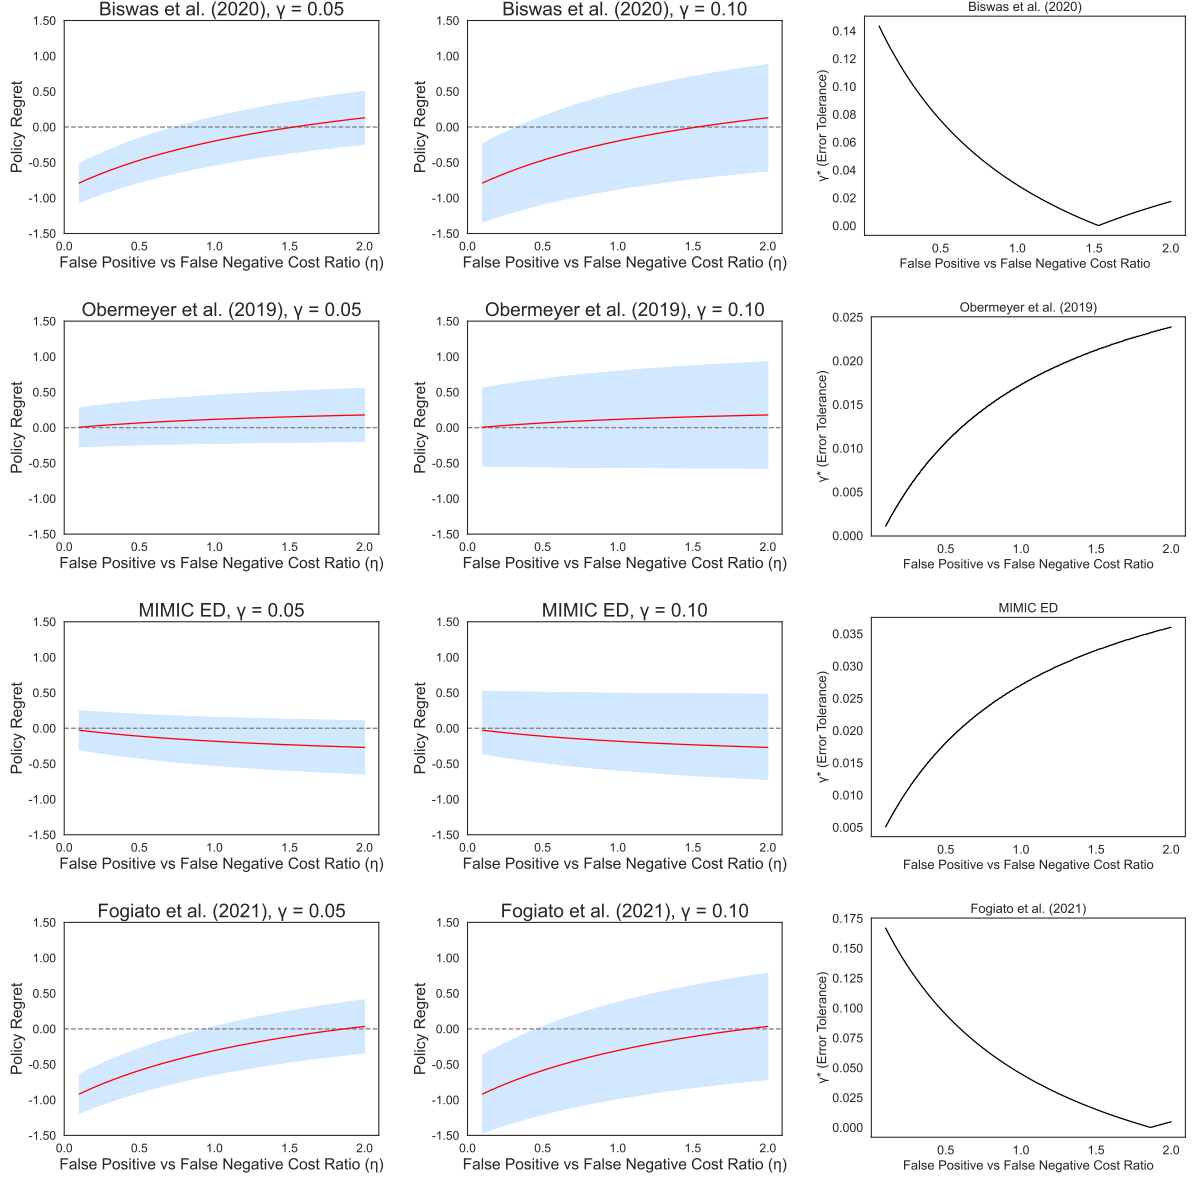 Biswas et al. (2020), γ = 0.05
1.50
1.00
0.50
0.00
-0.50
-1.00
-1.50
Policy Regret
0.0 0.5 1.0 1.5 2.0
False Positive vs False Negative Cost Ratio (η)
Biswas et al. (2020), γ = 0.10
1.50
1.00
0.50
0.00
-0.50
-1.00
-1.50
Policy Regret
0.0 0.5 1.0 1.5 2.0
False Positive vs False Negative Cost Ratio (η)
Biswas et al. (2020)
0.14
0.12
0.10
0.08
0.06
0.04
0.02
0.00
γ* (Error Tolerance)
0.5 1.0 1.5 2.0
False Positive vs False Negative Cost Ratio
Obermeyer et al. (2019), γ = 0.05
1.50
1.00
0.50
0.00
-0.50
-1.00
-1.50
Policy Regret
0.0 0.5 1.0 1.5 2.0
False Positive vs False Negative Cost Ratio (η)
Obermeyer et al. (2019), γ = 0.10
1.50
1.00
0.50
0.00
-0.50
-1.00
-1.50
Policy Regret
0.0 0.5 1.0 1.5 2.0
False Positive vs False Negative Cost Ratio (η)
Obermeyer et al. (2019)
0.025
0.020
0.015
0.010
0.005
0.000
γ* (Error Tolerance)
0.5 1.0 1.5 2.0
False Positive vs False Negative Cost Ratio
MIMIC ED, γ = 0.05
1.50
1.00
0.50
0.00
-0.50
-1.00
-1.50
Policy Regret
0.0 0.5 1.0 1.5 2.0
False Positive vs False Negative Cost Ratio (η)
MIMIC ED, γ = 0.10
1.50
1.00
0.50
0.00
-0.50
-1.00
-1.50
Policy Regret
0.0 0.5 1.0 1.5 2.0
False Positive vs False Negative Cost Ratio (η)
MIMIC ED
0.035
0.030
0.025
0.020
0.015
0.010
0.005
γ* (Error Tolerance)
0.5 1.0 1.5 2.0
False Positive vs False Negative Cost Ratio
Fogiato et al. (2021), γ = 0.05
1.50
1.00
0.50
0.00
-0.50
-1.00
-1.50
Policy Regret
0.0 0.5 1.0 1.5 2.0
False Positive vs False Negative Cost Ratio (η)
Fogiato et al. (2021), γ = 0.10
1.50
1.00
0.50
0.00
-0.50
-1.00
-1.50
Policy Regret
0.0 0.5 1.0 1.5 2.0
False Positive vs False Negative Cost Ratio (η)
Fogiato et al. (2021)
0.175
0.150
0.125
0.100
0.075
0.050
0.025
0.000
γ* (Error Tolerance)
0.5 1.0 1.5 2.0
False Positive vs False Negative Cost Ratio